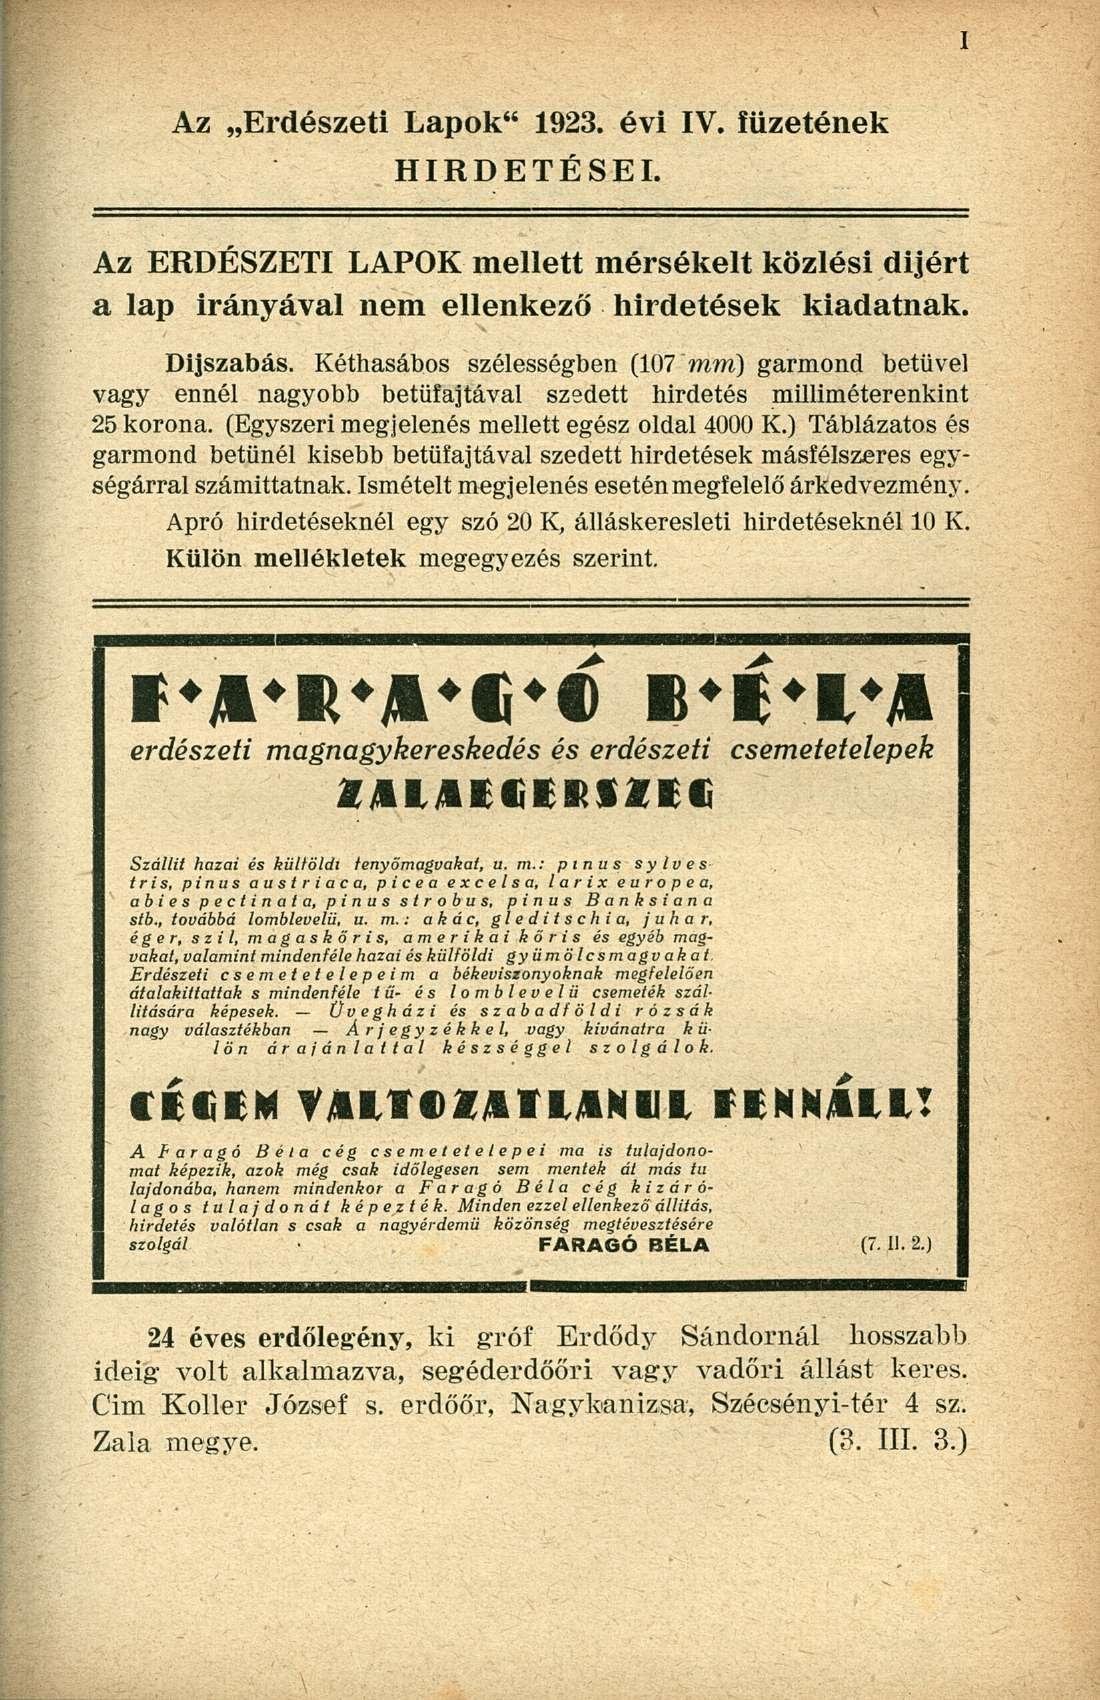 I
Az „Erdészeti Lapok“ 1923. évi IV. füzetének
HIRDETÉSEI.
Az ERDÉSZETI LAPOK mellett mérsékelt közlési dijért
a lap irányával nem ellenkező hirdetések kiadatnak.
Dijszabás. Kéthasábos szélességben (107 mm) garmond betüvel
vagy ennél nagyobb betüfajtával szedett hirdetés milliméterenkint
25 korona. (Egyszeri megjelenés mellett egész oldal 4000 K.) Táblázatos és
garmond betünél kisebb betüfajtával szedett hirdetések másfélszeres egy-
ségárral számittatnak. Ismételt megjelenés esetén megfelelő árkedvezmény.
Apró hirdetéseknél egy szó 20 K, álláskeresleti hirdetéseknél 10 K.
Külön mellékletek megegyezés szerint.
F◆A◆R◆A◆G◆Ó B◆É◆L◆A
erdészeti magnagykereskedés és erdészeti csemetetelepek
ZALAEGERSZEG
Szállit hazai és külföldi tenyőmagvakat, u. m.: pinus sylves-
tris, pinus austriaca, picea excelsa, larix europea,
abies pectinata, pinus strobus, pinus Banksiana
stb., továbbá lomblevelü, u. m.: akác, gleditschia, juhar,
éger, szil, magaskőris, amerikai kőris és egyéb mag-
vakat, valamint mindenféle hazai és külföldi gyümölcsmagvakat.
Erdészeti csemetetelepeim a békeviszonyoknak megfelelően
átalakittattak s mindenféle tű- és lomblevelü csemeték szál-
litására képesek. — Üvegházi és szabadföldi rózsák
nagy választékban — Árjegyzékkel, vagy kivánatra kü-
lön árajánlattal készséggel szolgálok.
CÉGEM VALTOZATLANUL FENNÁLL!
A Faragó Béla cég csemetetelepei ma is tulajdono-
mat képezik, azok még csak időlegesen sem mentek át más tu
lajdonába, hanem mindenkor a Faragó Béla cég kizáró-
lagos tulajdonát képezték. Minden ezzel ellenkező állitás,
hirdetés valótlan s csak a nagyérdemü közönség megtévesztésére
szolgál FARAGÓ BÉLA (7. II. 2.)
24 éves erdőlegény, ki gróf Erdődy Sándornál hosszabb
ideig volt alkalmazva, segéderdőőri vagy vadőri állást keres.
Cim Koller József s. erdőőr, Nagykanizsa, Szécsényi-tér 4 sz.
Zala megye. (3. III. 3.)